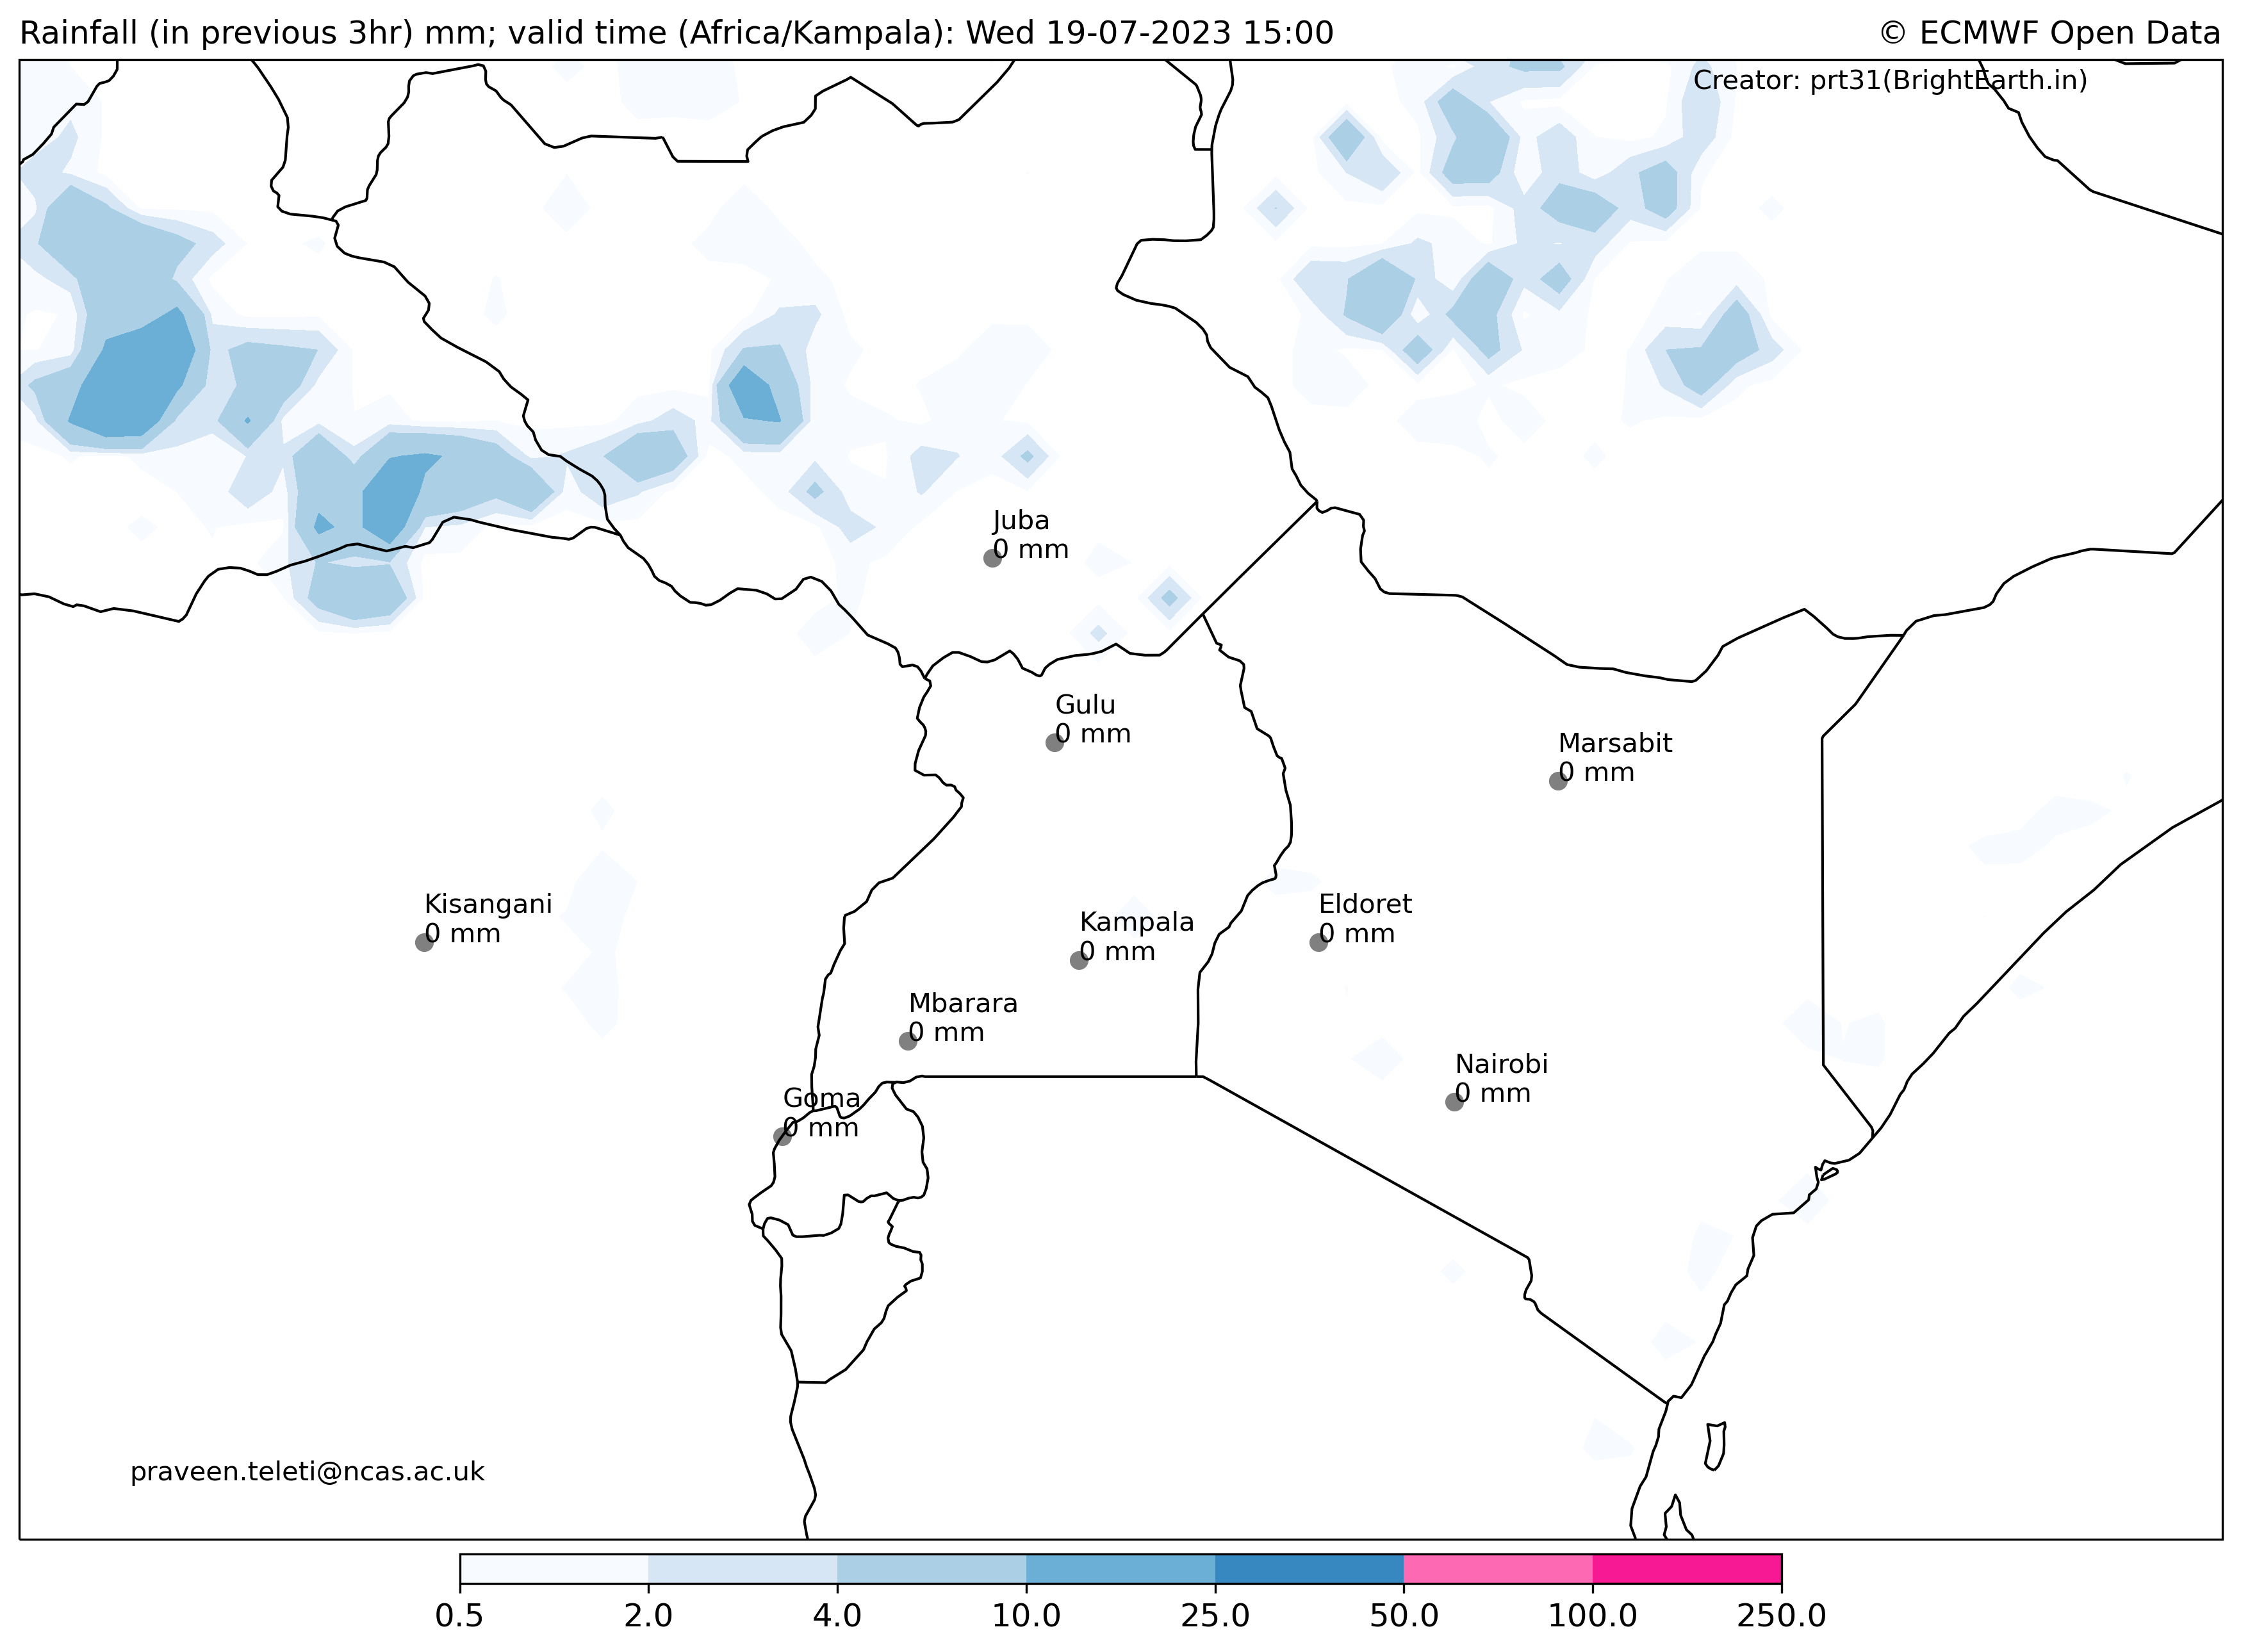 Rainfall (in previous 3hr) mm; valid time (Africa/Kampala): Wed 19-07-2023 15:00
© ECMWF Open Data
Creator: prt31(BrightEarth.in)
Juba
0 mm
Gulu
0 mm
Marsabit
0 mm
Kisangani
0 mm
Kampala
0 mm
Eldoret
0 mm
Mbarara
0 mm
Nairobi
0 mm
Goma
0 mm
praveen.teleti@ncas.ac.uk
0.5 2.0 4.0 10.0 25.0 50.0 100.0 250.0